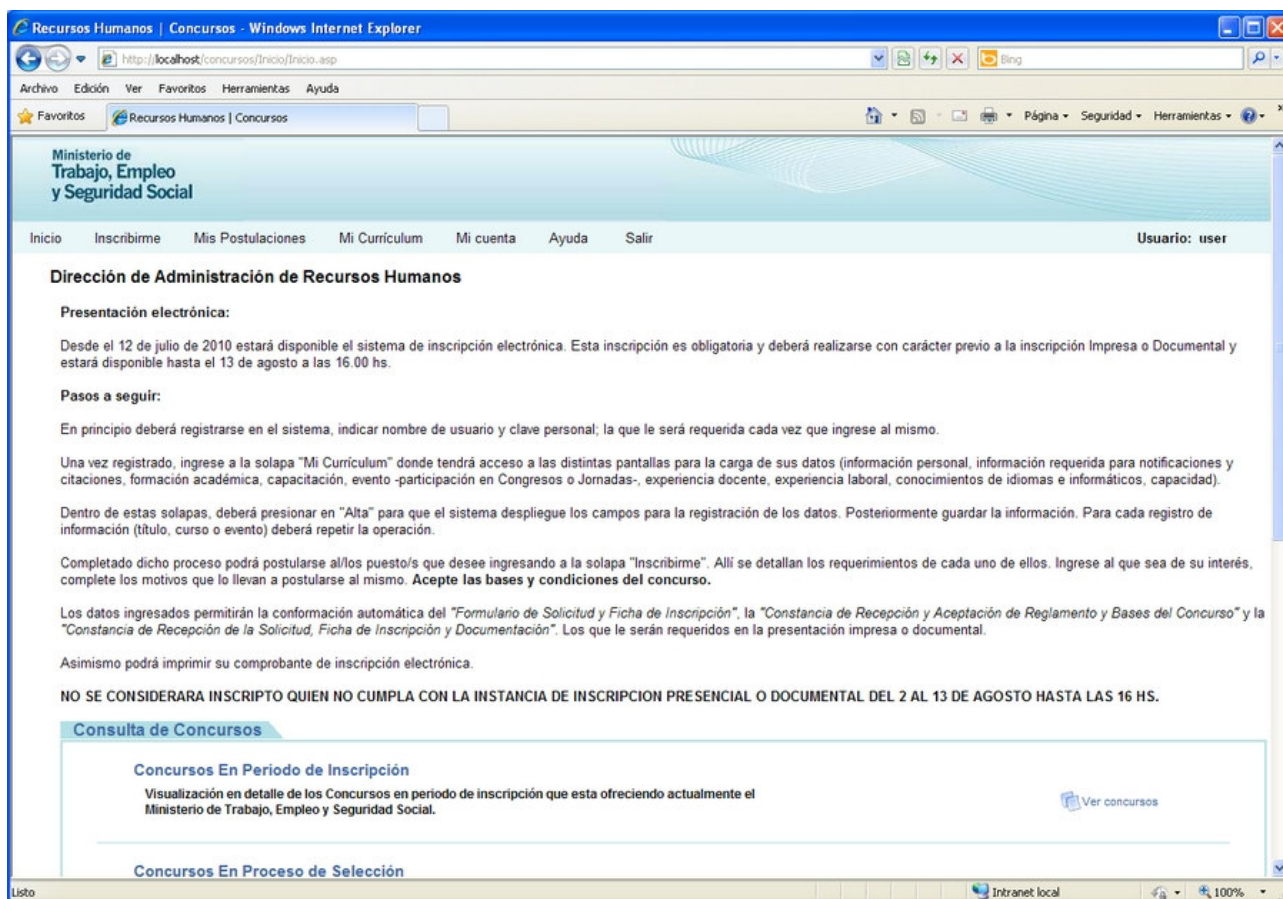 Recursos Humanos | Concursos - Windows Internet Explorer
http://localhost/concursos/Inicio/Inicio.asp
Bing
Archivo Edición Ver Favoritos Herramientas Ayuda
Favoritos Recursos Humanos | Concursos Página Seguridad Herramientas
Ministerio de
Trabajo, Empleo
y Seguridad Social
Inicio Inscribirme Mis Postulaciones Mi Currículum Mi cuenta Ayuda Salir Usuario: user
Dirección de Administración de Recursos Humanos
Presentación electrónica:
Desde el 12 de julio de 2010 estará disponible el sistema de inscripción electrónica. Esta inscripción es obligatoria y deberá realizarse con carácter previo a la inscripción Impresa o Documental y
estará disponible hasta el 13 de agosto a las 16.00 hs.
Pasos a seguir:
En principio deberá registrarse en el sistema, indicar nombre de usuario y clave personal; la que le será requerida cada vez que ingrese al mismo.
Una vez registrado, ingrese a la solapa "Mi Currículum" donde tendrá acceso a las distintas pantallas para la carga de sus datos (información personal, información requerida para notificaciones y
citaciones, formación académica, capacitación, evento -participación en Congresos o Jornadas-, experiencia docente, experiencia laboral, conocimientos de idiomas e informáticos, capacidad).
Dentro de estas solapas, deberá presionar en "Alta" para que el sistema despliegue los campos para la registración de los datos. Posteriormente guardar la información. Para cada registro de
información (título, curso o evento) deberá repetir la operación.
Completado dicho proceso podrá postularse al/los puesto/s que desee ingresando a la solapa "Inscribirme". Allí se detallan los requerimientos de cada uno de ellos. Ingrese al que sea de su interés,
complete los motivos que lo llevan a postularse al mismo. Acepte las bases y condiciones del concurso.
Los datos ingresados permitirán la conformación automática del "Formulario de Solicitud y Ficha de Inscripción", la "Constancia de Recepción y Aceptación de Reglamento y Bases del Concurso" y la
"Constancia de Recepción de la Solicitud, Ficha de Inscripción y Documentación". Los que le serán requeridos en la presentación impresa o documental.
Asimismo podrá imprimir su comprobante de inscripción electrónica.
NO SE CONSIDERARA INSCRIPTO QUIEN NO CUMPLA CON LA INSTANCIA DE INSCRIPCION PRESENCIAL O DOCUMENTAL DEL 2 AL 13 DE AGOSTO HASTA LAS 16 HS.
Consulta de Concursos
Concursos En Periodo de Inscripción
Visualización en detalle de los Concursos en periodo de inscripción que esta ofreciendo actualmente el
Ministerio de Trabajo, Empleo y Seguridad Social.
Ver concursos
Concursos En Proceso de Selección
Listo Intranet local 100%